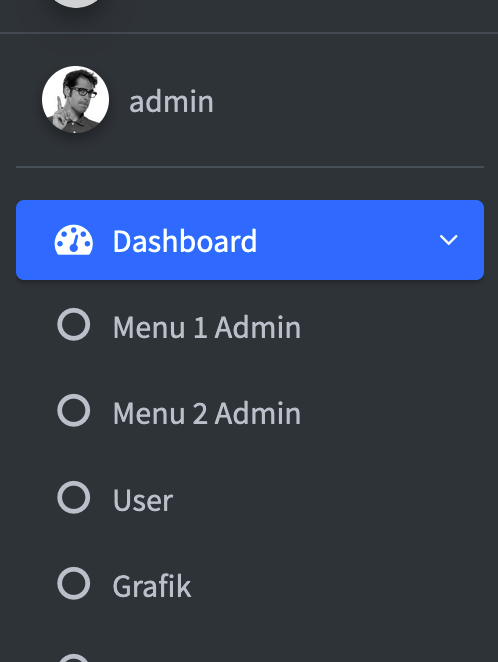 admin
Dashboard
Menu 1 Admin
Menu 2 Admin
User
Grafik